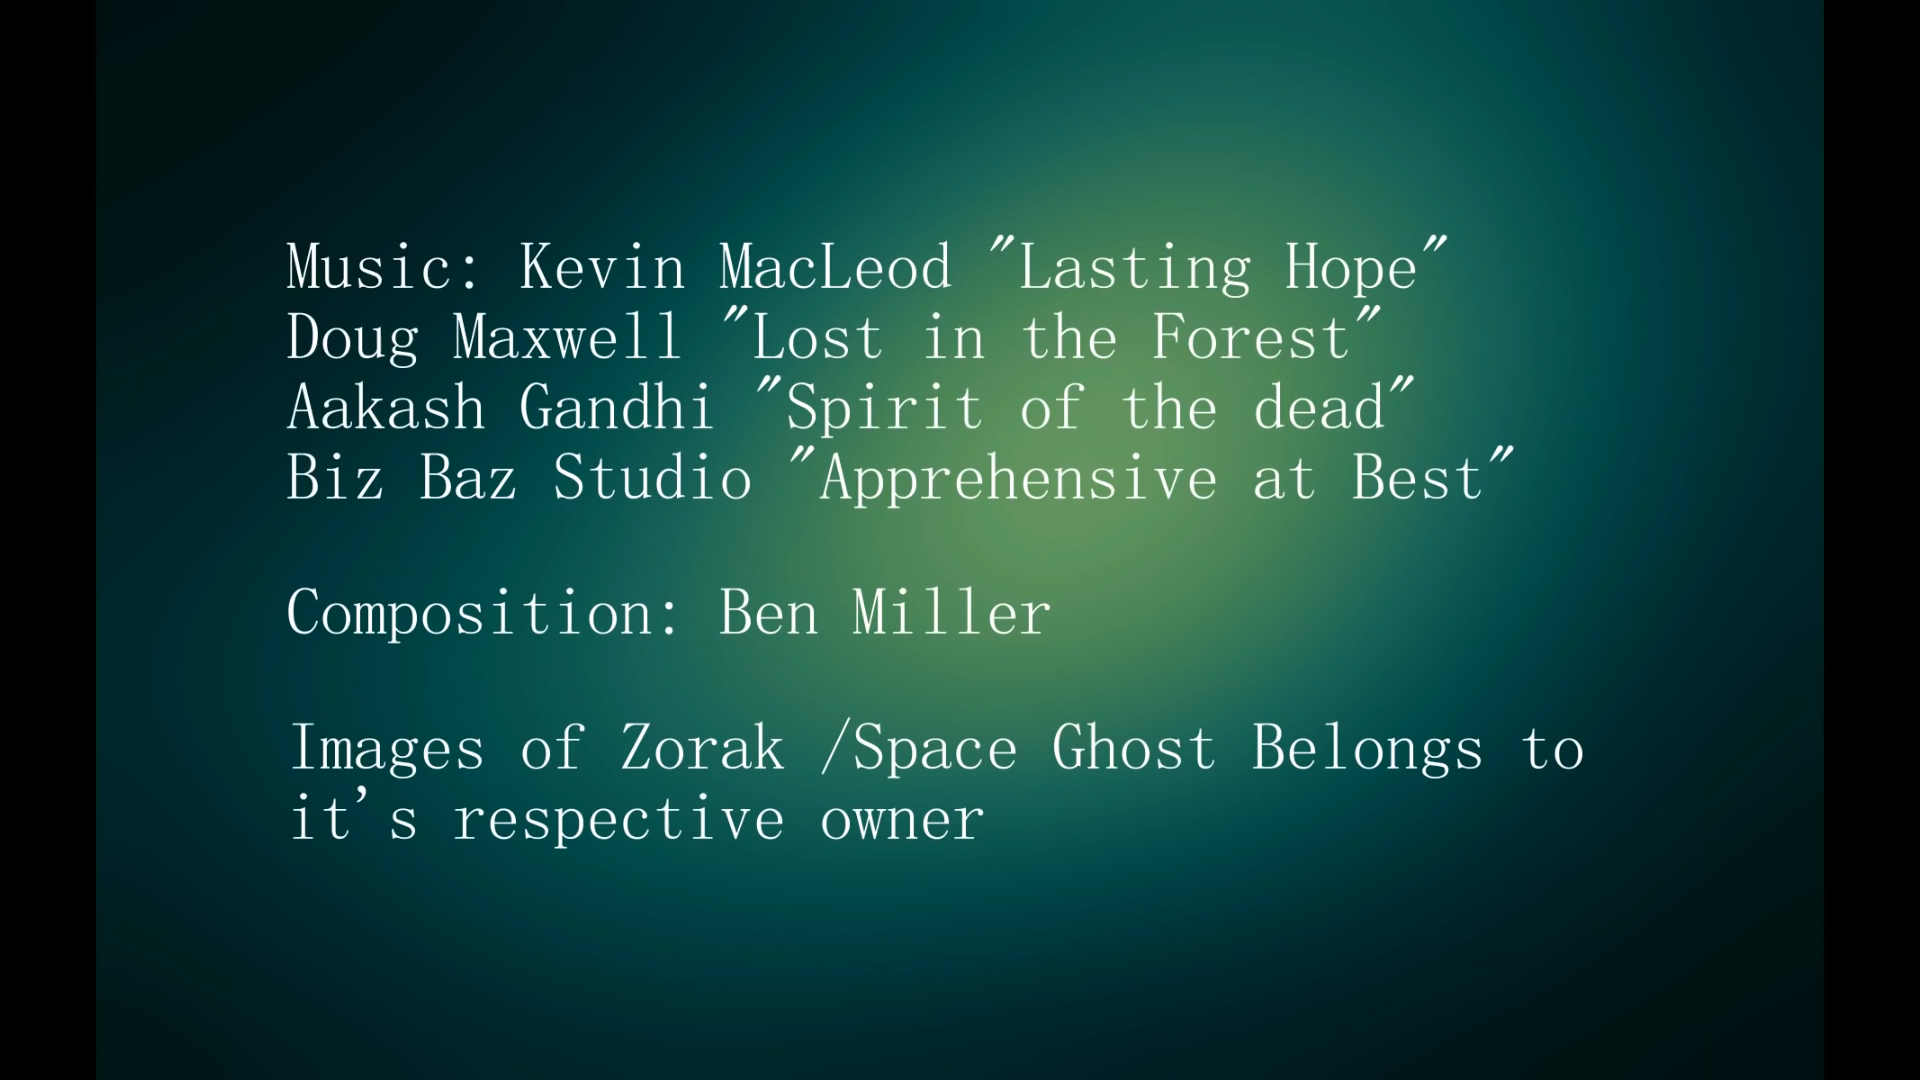 Music: Kevin MacLeod "Lasting Hope"
Doug Maxwell "Lost in the Forest"
Aakash Gandhi "Spirit of the dead"
Biz Baz Studio "Apprehensive at Best"
Composition: Ben Miller
Images of Zorak /Space Ghost Belongs to
it's respective owner